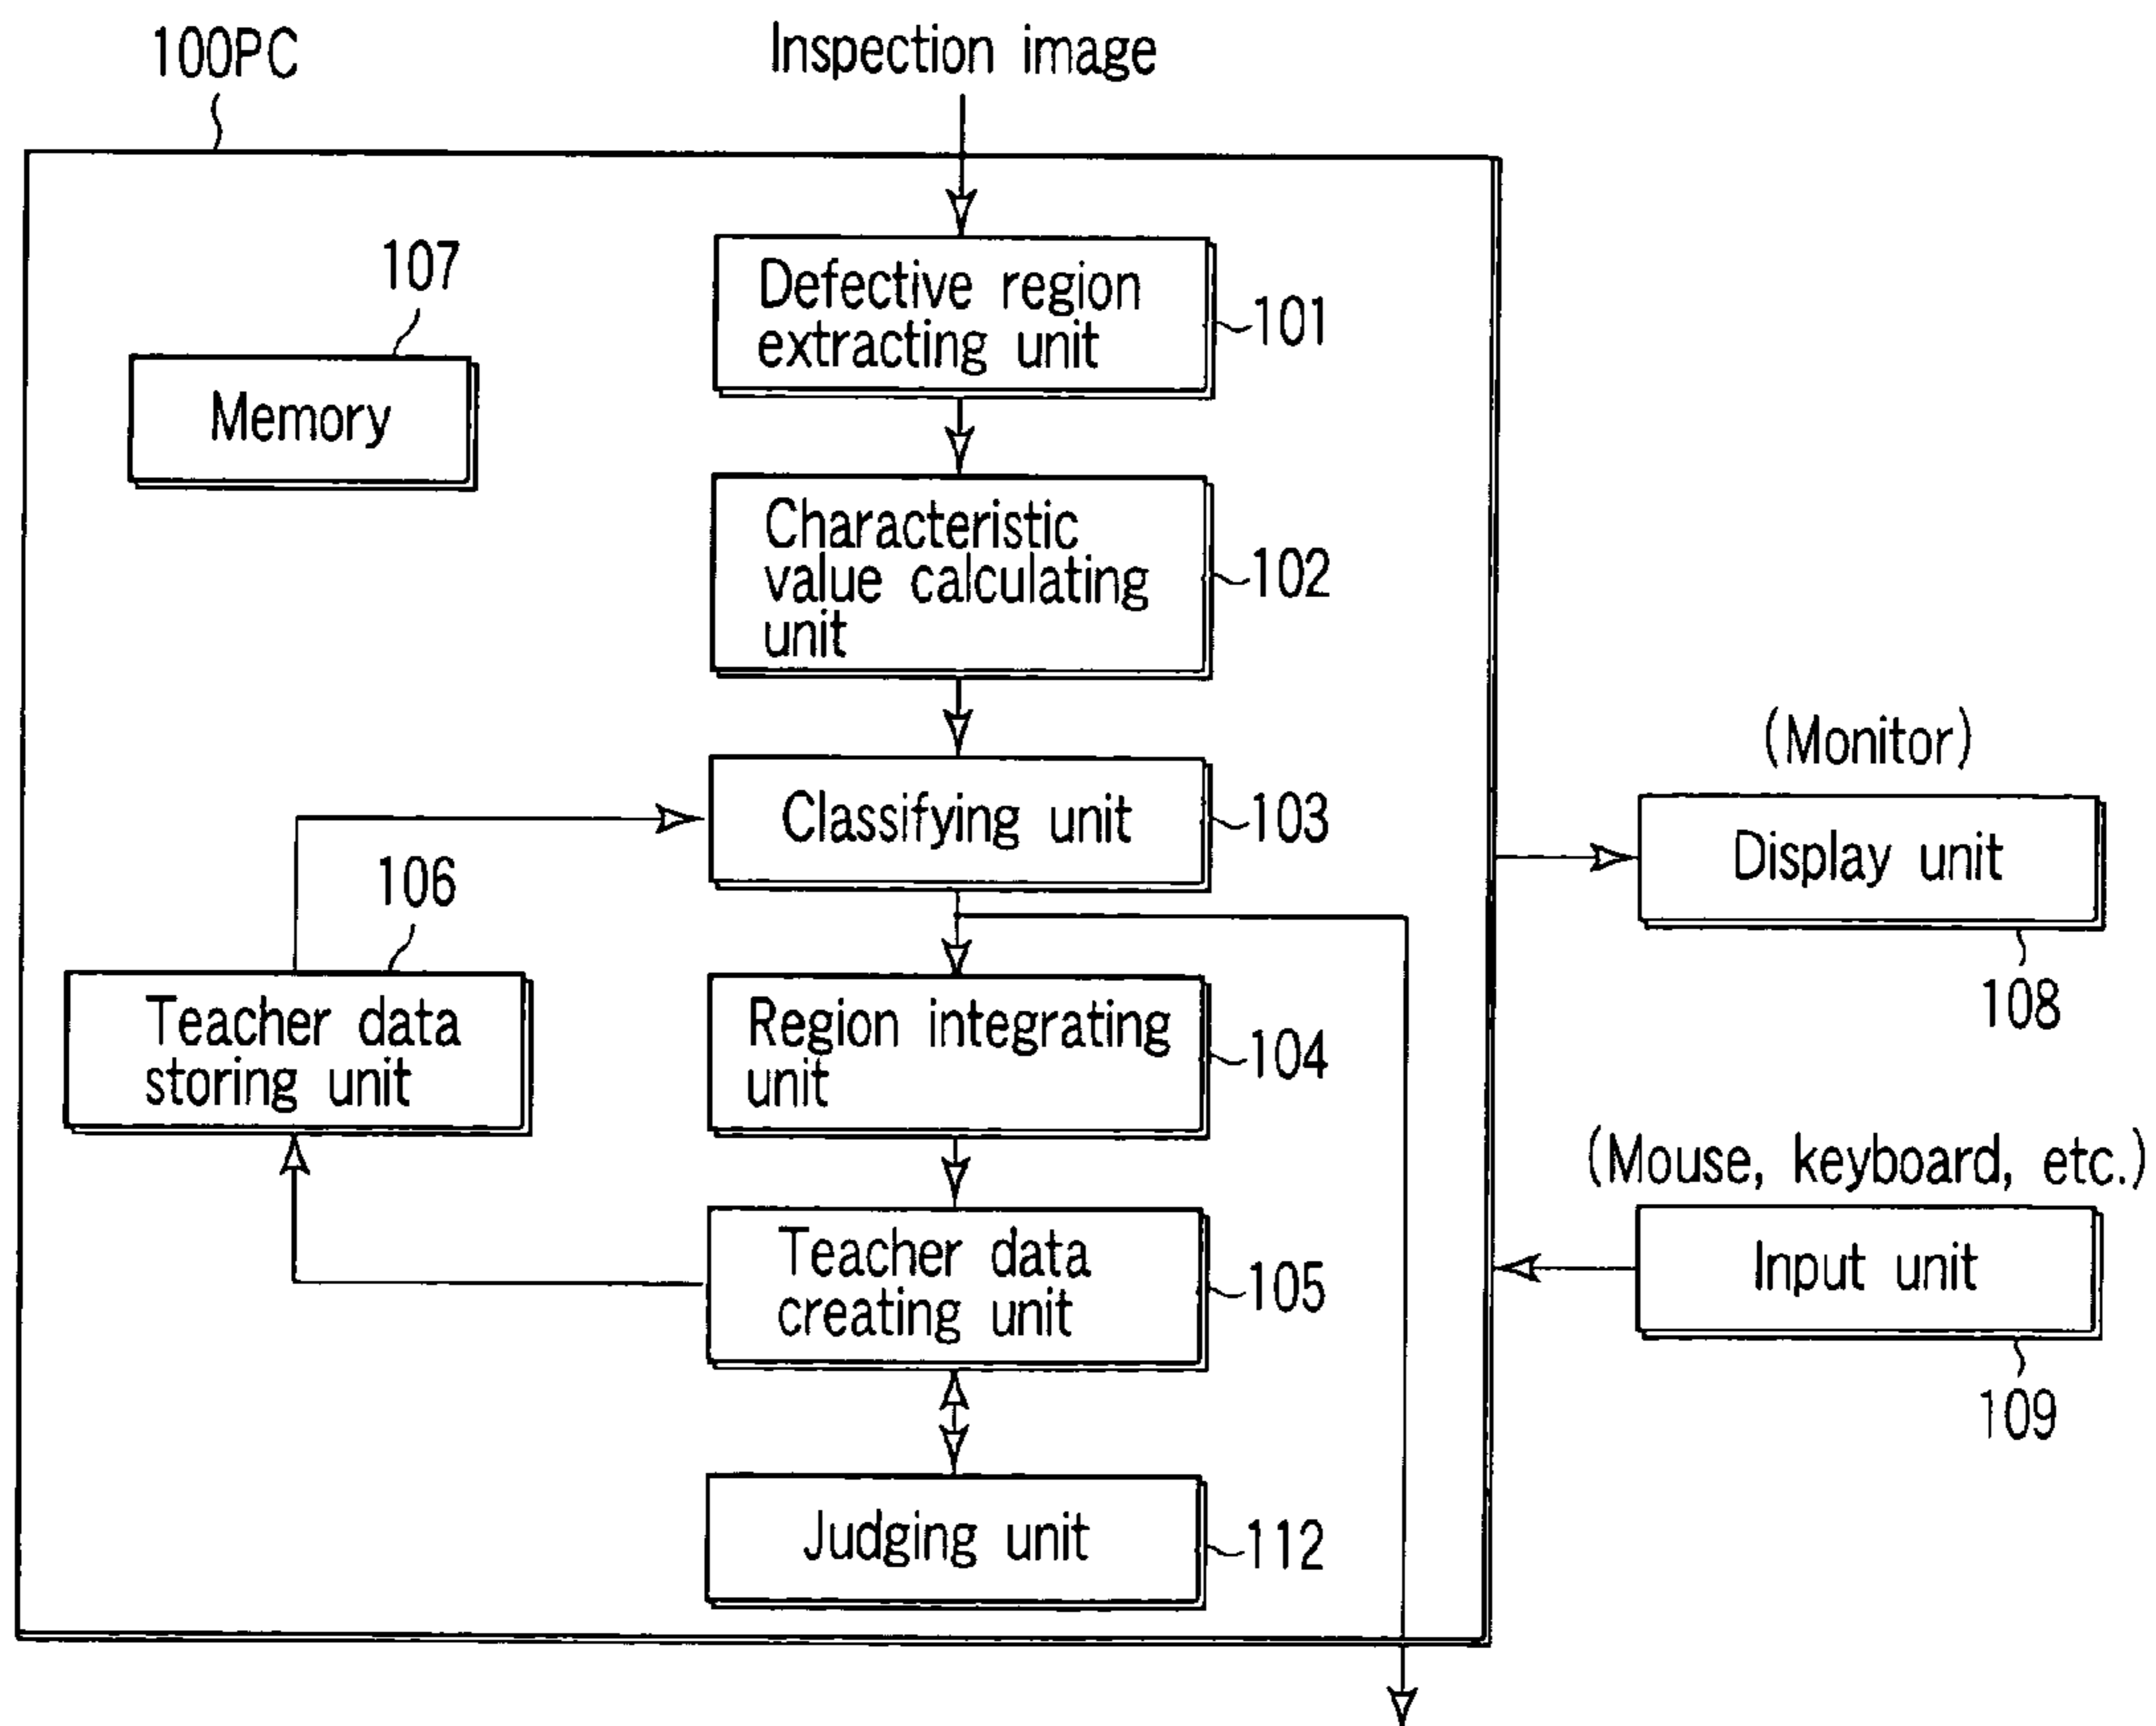 100PC
Inspection image
107
Memory
Defective region
extracting unit
101
Characteristic
value calculating
unit
102
Classifying unit
103
106
Teacher data
storing unit
Region integrating
unit
104
Teacher data
creating unit
105
Judging unit
112
(Monitor)
Display unit
108
(Mouse, keyboard, etc.)
Input unit
109